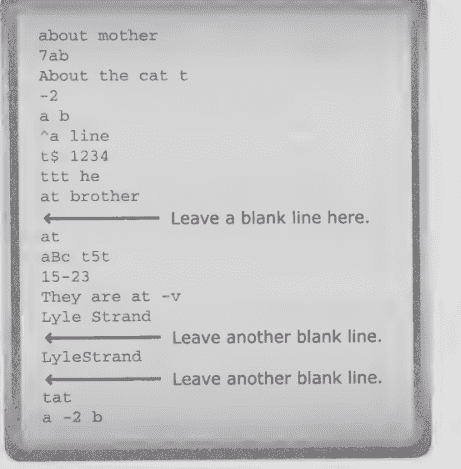 about mother
7ab
About the cat t
-2
a b
^a line
t$ 1234
ttt he
at brother
Leave a blank line here.
at
aBc t5t
15-23
They are at -v
Lyle Strand
Leave another blank line.
LyleStrand
Leave another blank line.
tat
a -2 b